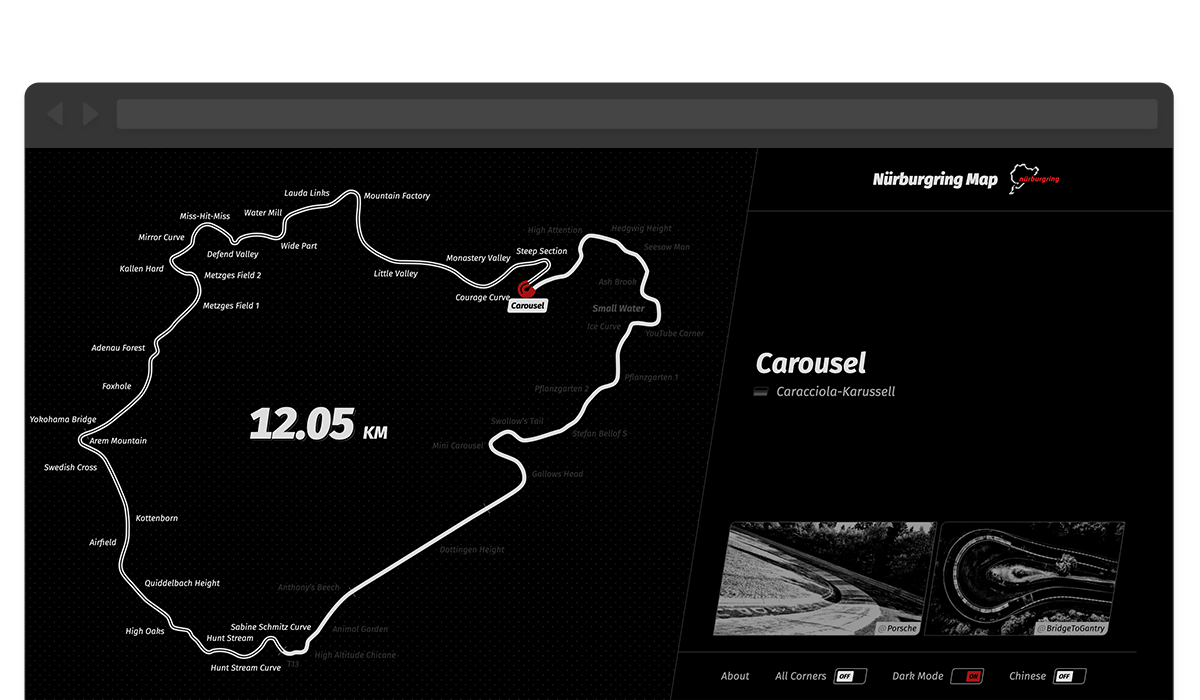 Nürburgring Map
nürburgring
Lauda Links
Mountain Factory
Miss-Hit-Miss
Water Mill
Mirror Curve
Wide Part
Defend Valley
Kallen Hard
Metzges Field 2
Metzges Field 1
Little Valley
Monastery Valley
Steep Section
Courage Curve
Carousel
High Attention
Hedgwig Height
Seesaw Man
Ash Brook
Small Water
Ice Curve
YouTube Corner
Pflanzgarten 1
Pflanzgarten 2
Swallow's Tail
Stefan Bellof S
Mini Carousel
Gallows Head
Adenau Forest
Foxhole
Yokohama Bridge
Arem Mountain
Swedish Cross
12.05 KM
Kottenborn
Airfield
Quiddelbach Height
Dottingen Height
Anthony's Beech
Animal Garden
High Altitude Chicane
T13
High Oaks
Sabine Schmitz Curve
Hunt Stream
Hunt Stream Curve
Carousel
Caracciola-Karussell
@Porsche
@BridgeToGantry
About
All Corners
OFF
Dark Mode
ON
Chinese
OFF